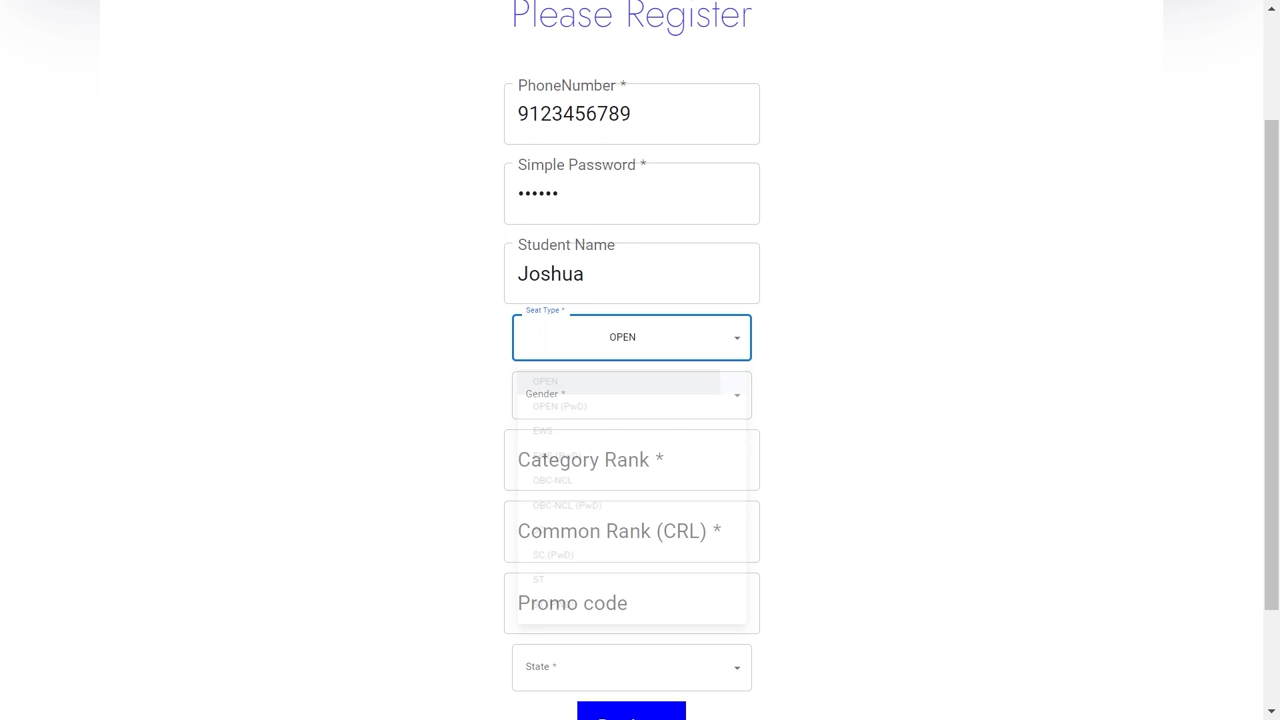 Please Register
PhoneNumber *
9123456789
Simple Password *
••••••
Student Name
Joshua
Seat Type *
OPEN
OPEN
Gender *
OPEN (PwD)
EWS
Category Rank *
OBC-NCL
OBC-NCL (PwD)
Common Rank (CRL) *
SC (PwD)
ST
Promo code
State *